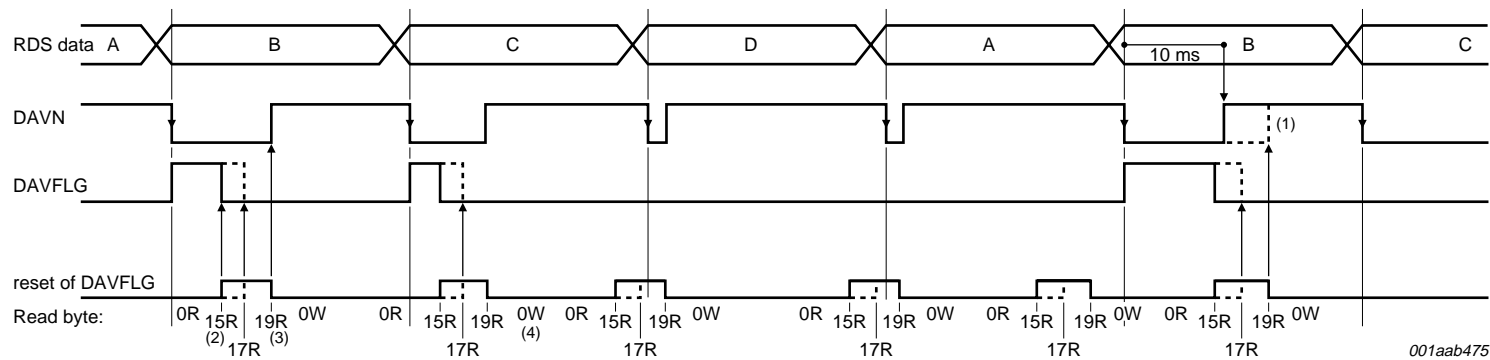 RDS data A B C D A B C
10 ms
DAVN
(1)
DAVFLG
reset of DAVFLG
Read byte: 0R 15R 19R 0W 0R 15R 19R 0W 0R 15R 19R 0W 0R 15R 19R 0W 0R 15R 19R 0W 0R 15R 19R 0W
(2) (3) (4)
17R 17R 17R 17R 17R 17R
001aab475